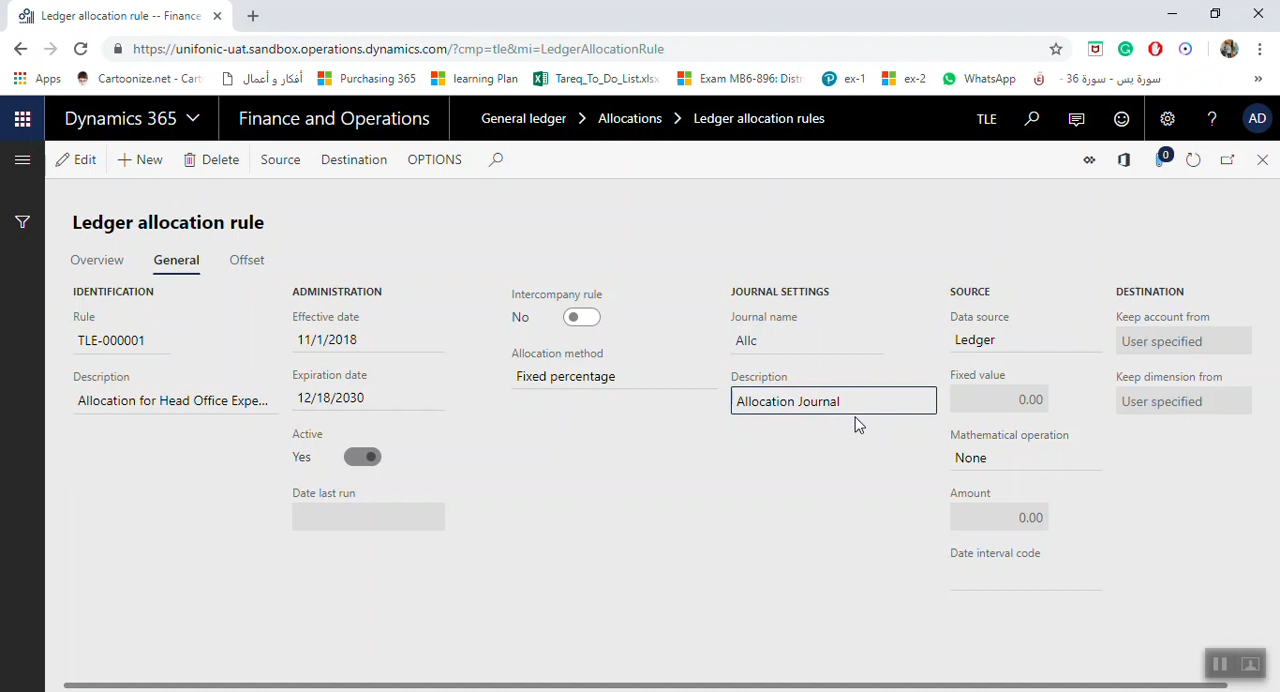 Ledger allocation rule -- Finance
https://unifonic-uat.sandbox.operations.dynamics.com/?cmp=tle&mi=LedgerAllocationRule
Apps Cartoonize.net - Cart أفكار و أعمال Purchasing 365 learning Plan Tareq_To_Do_List.xlsx Exam MB6-896: Distr ex-1 ex-2 WhatsApp سورة يس - سورة 36 -
Dynamics 365 Finance and Operations General ledger > Allocations > Ledger allocation rules TLE ? AD
Edit New Delete Source Destination OPTIONS 0
Ledger allocation rule
Overview General Offset
IDENTIFICATION
Rule
TLE-000001
Description
Allocation for Head Office Expe...
ADMINISTRATION
Effective date
11/1/2018
Expiration date
12/18/2030
Active
Yes
Date last run
Intercompany rule
No
Allocation method
Fixed percentage
JOURNAL SETTINGS
Journal name
Allc
Description
Allocation Journal
SOURCE
Data source
Ledger
Fixed value
0.00
Mathematical operation
None
Amount
0.00
Date interval code
DESTINATION
Keep account from
User specified
Keep dimension from
User specified